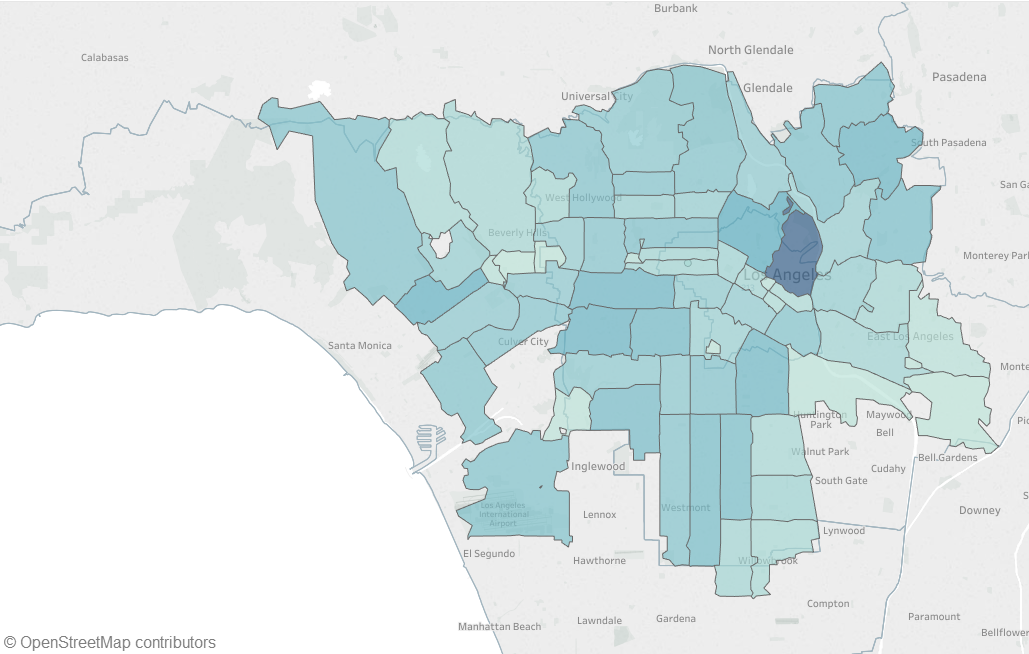 Burbank
North Glendale
Calabasas
Pasadena
Glendale
Universal City
South Pasadena
San Ga
West Hollywood
Beverly Hills
Monterey Park
Los Angeles
East Los Angeles
Santa Monica
Culver City
Monte
Huntington
Park
Maywood
Bell
Pic
Walnut Park
Bell Gardens
Inglewood
Cudahy
South Gate
S
Los Angeles
International
Airport
Westmont
Lennox
Downey
Lynwood
El Segundo
Hawthorne
Willowbrook
Compton
Paramount
Lawndale
Gardena
Manhattan Beach
Bellflower
© OpenStreetMap contributors